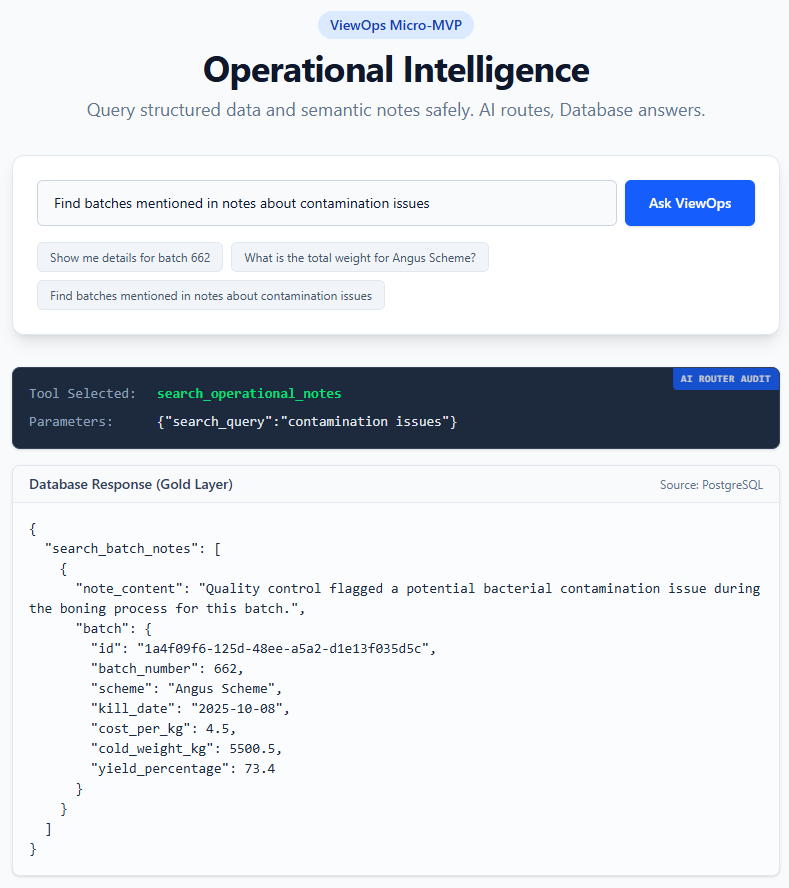 ViewOps Micro-MVP
Operational Intelligence
Query structured data and semantic notes safely. AI routes, Database answers.
Find batches mentioned in notes about contamination issues
Ask ViewOps
Show me details for batch 662
What is the total weight for Angus Scheme?
Find batches mentioned in notes about contamination issues
AI ROUTER AUDIT
Tool Selected: search_operational_notes
Parameters: {"search_query":"contamination issues"}
Database Response (Gold Layer)
Source: PostgreSQL
{
  "search_batch_notes": [
    {
      "note_content": "Quality control flagged a potential bacterial contamination issue during
the boning process for this batch.",
      "batch": {
        "id": "1a4f09f6-125d-48ee-a5a2-d1e13f035d5c",
        "batch_number": 662,
        "scheme": "Angus Scheme",
        "kill_date": "2025-10-08",
        "cost_per_kg": 4.5,
        "cold_weight_kg": 5500.5,
        "yield_percentage": 73.4
      }
    }
  ]
}